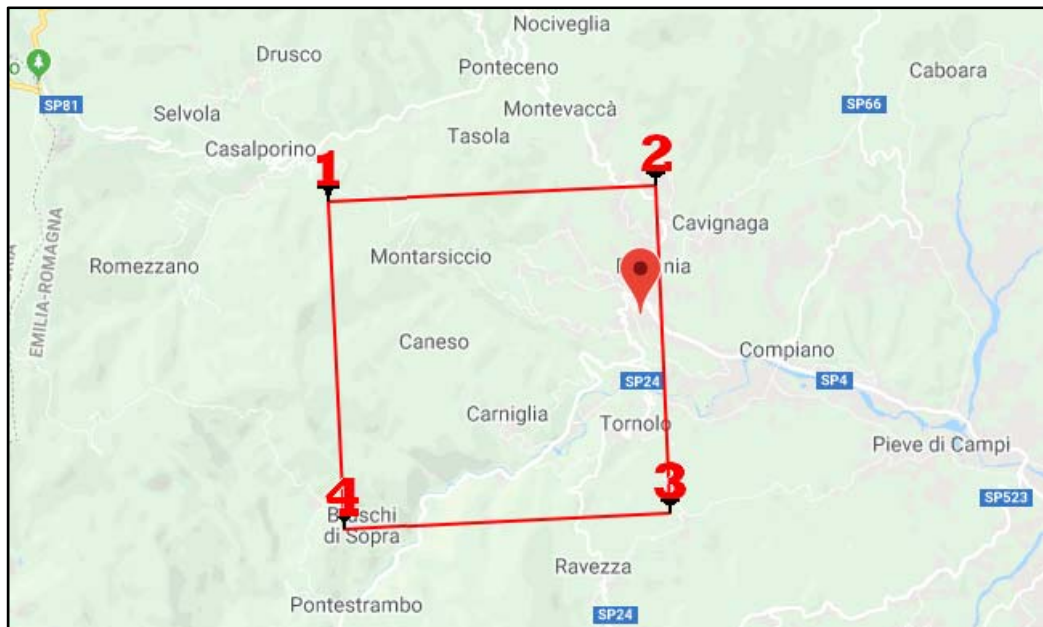 Nociveglia
Drusco
Ponteceno
Caboara
SP81
Selvola
Montevaccà
SP66
Tasola
Casalporino
1
2
Cavignaga
EMILIA-ROMAGNA
Romezzano
Montarsiccio
Caneso
Compiano
SP24
SP4
Carniglia
Tornolo
Pieve di Campi
4
3
SP523
di Sopra
Ravezza
Pontestrambo
SP24